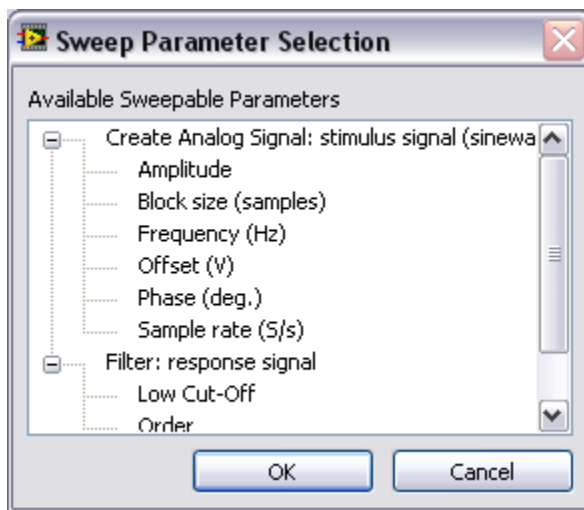 Sweep Parameter Selection
Available Sweepable Parameters
Create Analog Signal: stimulus signal (sinewa
Amplitude
Block size (samples)
Frequency (Hz)
Offset (V)
Phase (deg.)
Sample rate (S/s)
Filter: response signal
Low Cut-Off
Order
OK
Cancel